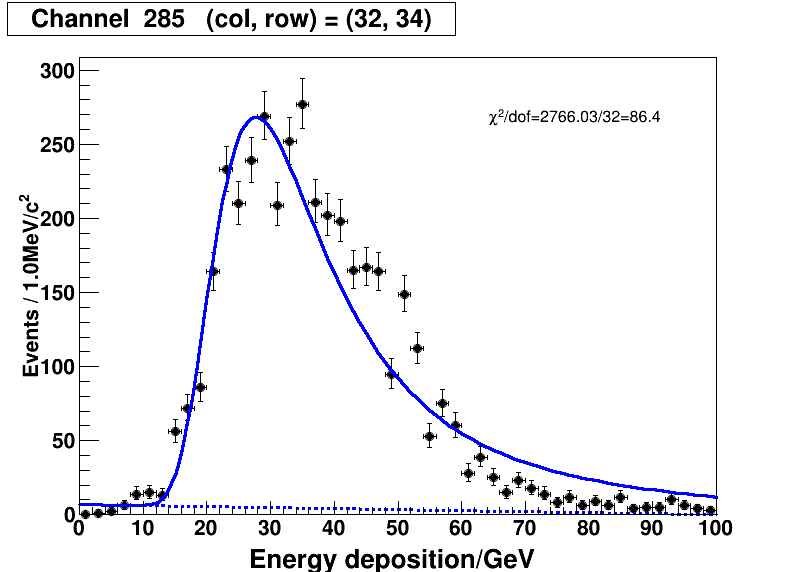 Channel 285 (col, row) = (32, 34)
χ²/dof=2766.03/32=86.4
Events / 1.0MeV/c²
300
250
200
150
100
50
0
0 10 20 30 40 50 60 70 80 90 100
Energy deposition/GeV